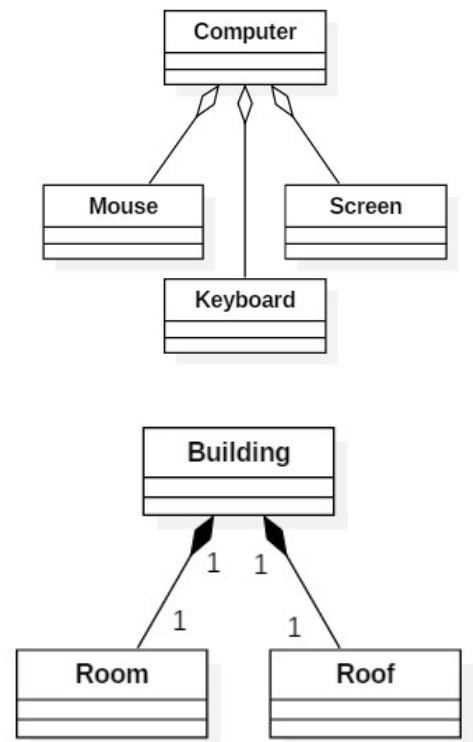 Computer
Mouse
Screen
Keyboard
Building
1 1
1 1
Room
Roof